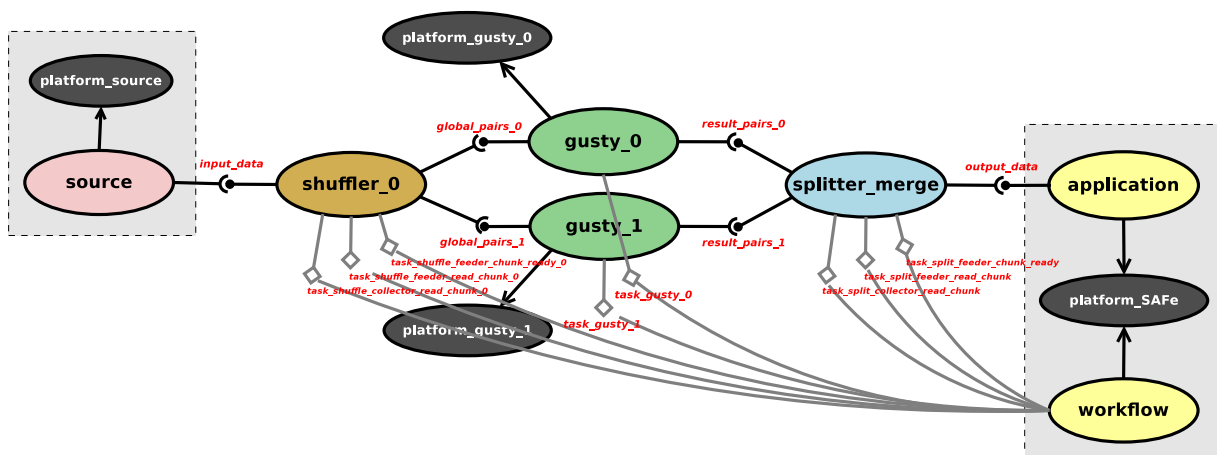 platform_gusty_0
platform_source
global_pairs_0
result_pairs_0
gusty_0
input_data
output_data
source
shuffler_0
splitter_merge
application
gusty_1
global_pairs_1
result_pairs_1
task_shuffle_feeder_chunk_ready_0
task_split_feeder_chunk_ready
task_shuffle_feeder_read_chunk_0
task_split_feeder_read_chunk
task_shuffle_collector_read_chunk_0
task_split_collector_read_chunk
task_gusty_0
platform_SAFe
task_gusty_1
platform_gusty_1
workflow